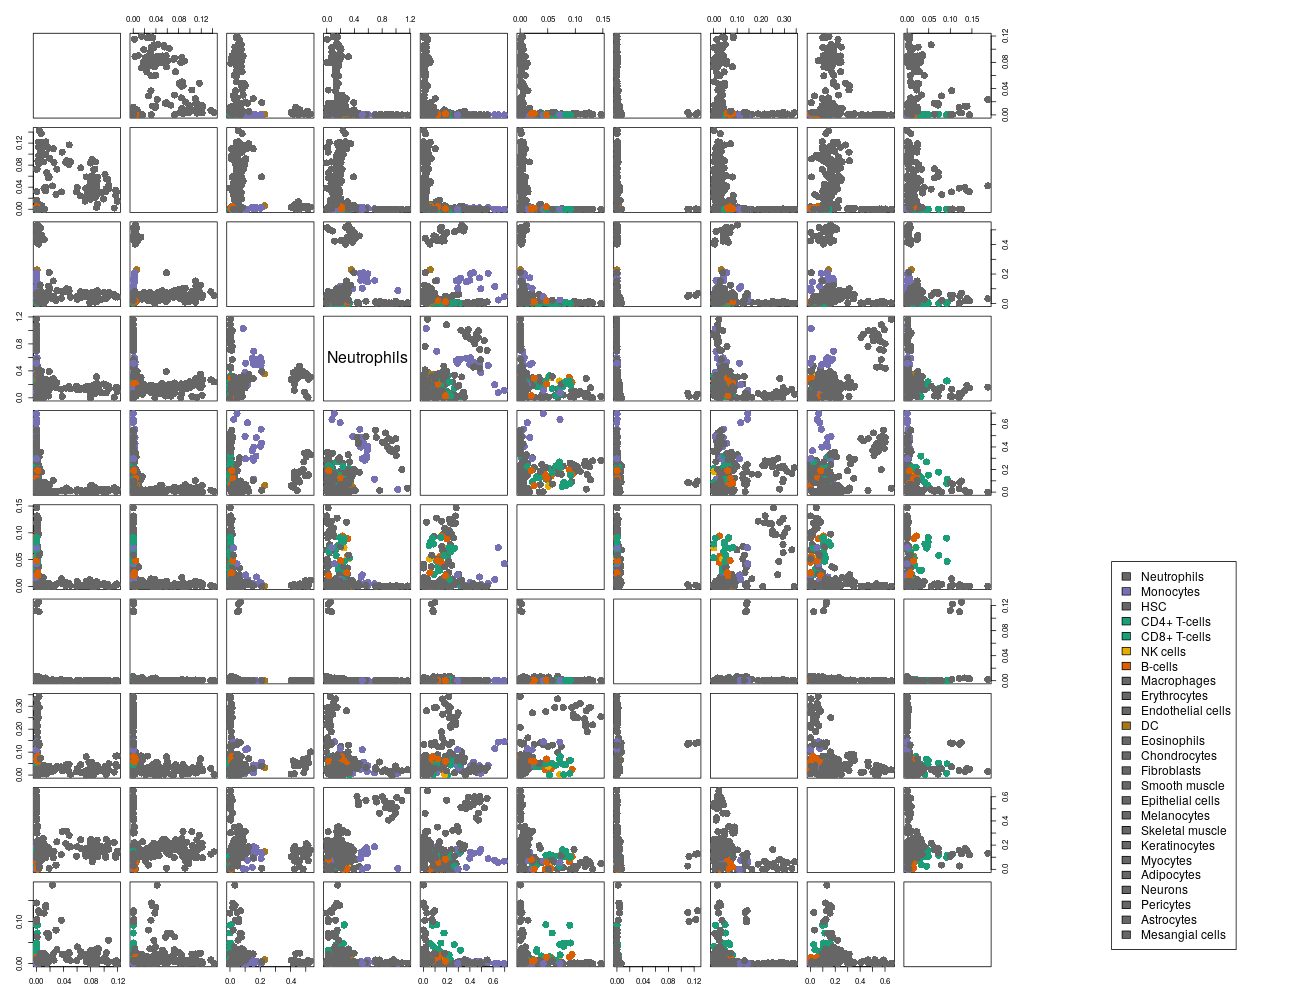 0.00 0.04 0.08 0.12
0.0 0.4 0.8 1.2
0.00 0.05 0.10 0.15
0.00 0.10 0.20 0.30
0.00 0.05 0.10 0.15
0.00 0.04 0.08 0.12
0.00 0.04 0.08 0.12
0.0 0.2 0.4
0.0 0.4 0.8 1.2
Neutrophils
0.0 0.2 0.4 0.6
0.00 0.05 0.10 0.15
0.00 0.04 0.08 0.12
0.00 0.10 0.20 0.30
0.0 0.2 0.4 0.6
0.00 0.10
0.00 0.04 0.08 0.12
0.0 0.2 0.4
0.0 0.2 0.4 0.6
0.00 0.04 0.08 0.12
0.0 0.2 0.4 0.6
Neutrophils
Monocytes
HSC
CD4+ T-cells
CD8+ T-cells
NK cells
B-cells
Macrophages
Erythrocytes
Endothelial cells
DC
Eosinophils
Chondrocytes
Fibroblasts
Smooth muscle
Epithelial cells
Melanocytes
Skeletal muscle
Keratinocytes
Myocytes
Adipocytes
Neurons
Pericytes
Astrocytes
Mesangial cells